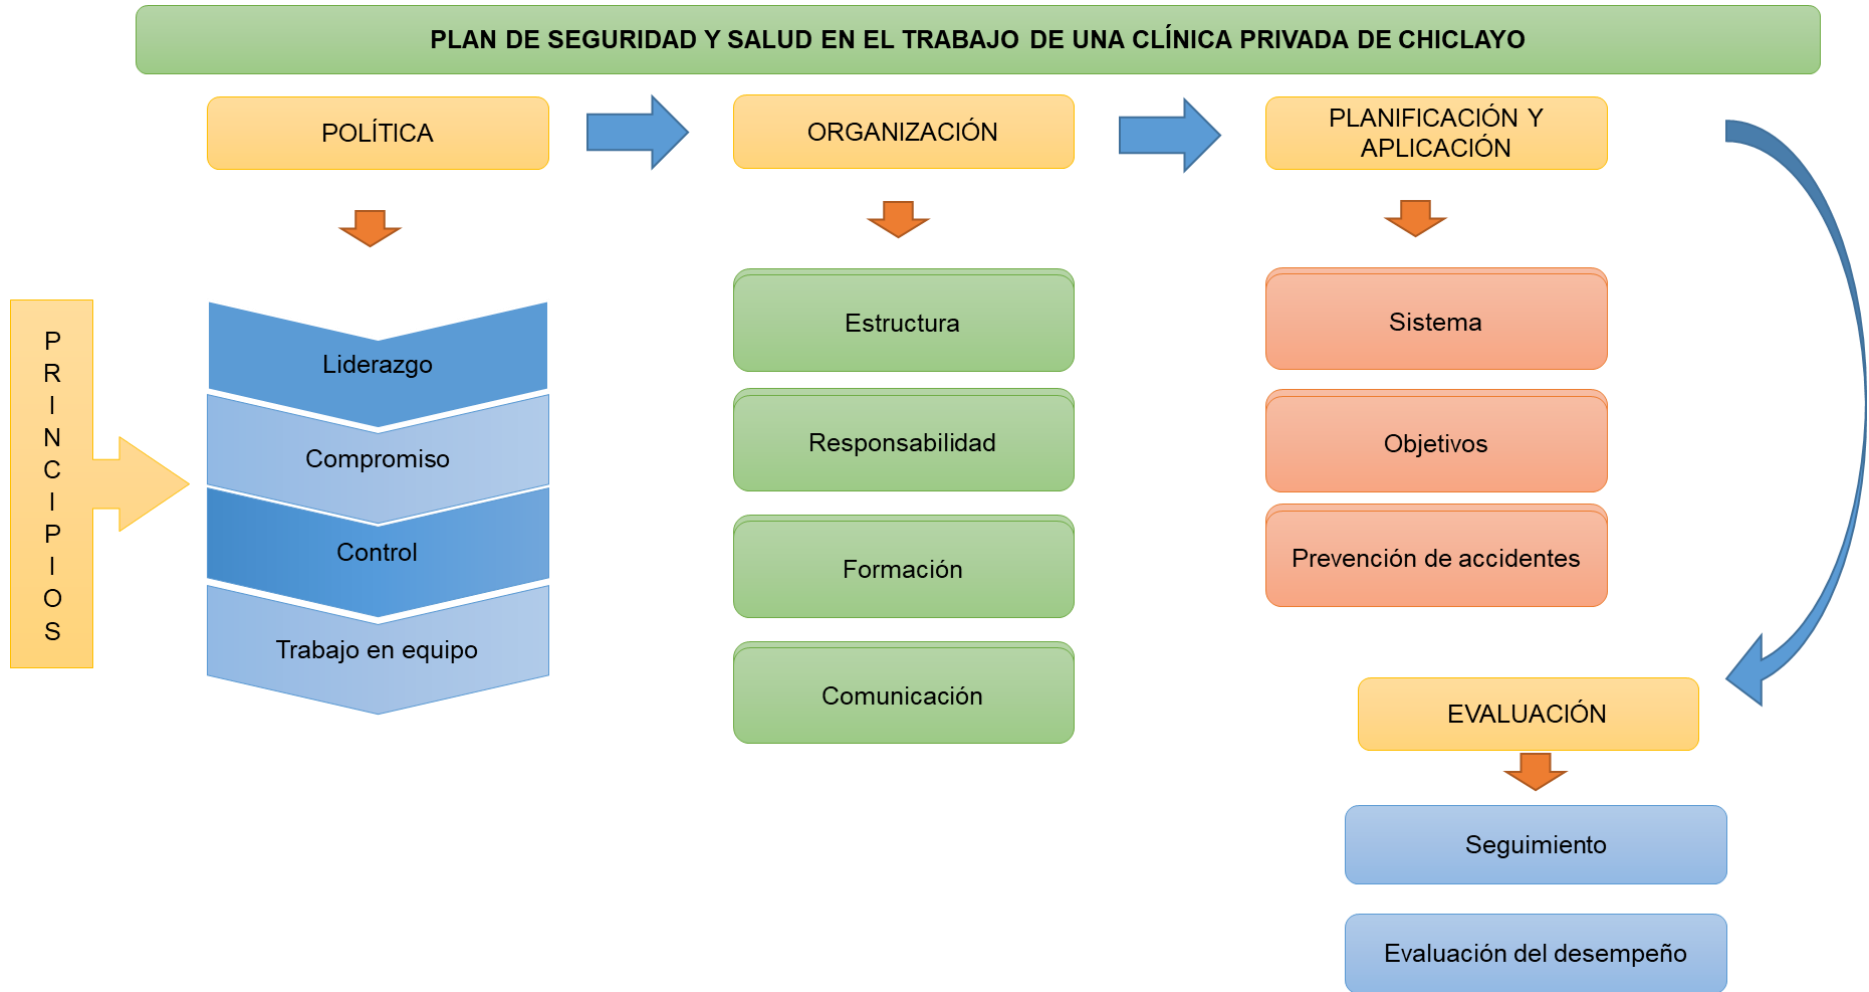 PLAN DE SEGURIDAD Y SALUD EN EL TRABAJO DE UNA CLÍNICA PRIVADA DE CHICLAYO
POLÍTICA
ORGANIZACIÓN
PLANIFICACIÓN Y
APLICACIÓN
PRINCIPIOS
Liderazgo
Compromiso
Control
Trabajo en equipo
Estructura
Responsabilidad
Formación
Comunicación
Sistema
Objetivos
Prevención de accidentes
EVALUACIÓN
Seguimiento
Evaluación del desempeño